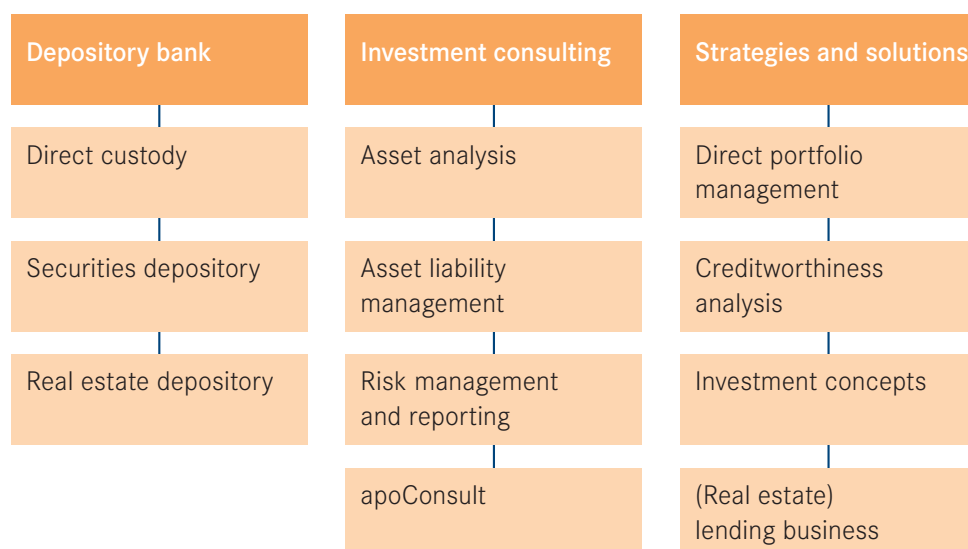 Depository bank
Direct custody
Securities depository
Real estate depository
Investment consulting
Asset analysis
Asset liability
management
Risk management
and reporting
apoConsult
Strategies and solutions
Direct portfolio
management
Creditworthiness
analysis
Investment concepts
(Real estate)
lending business